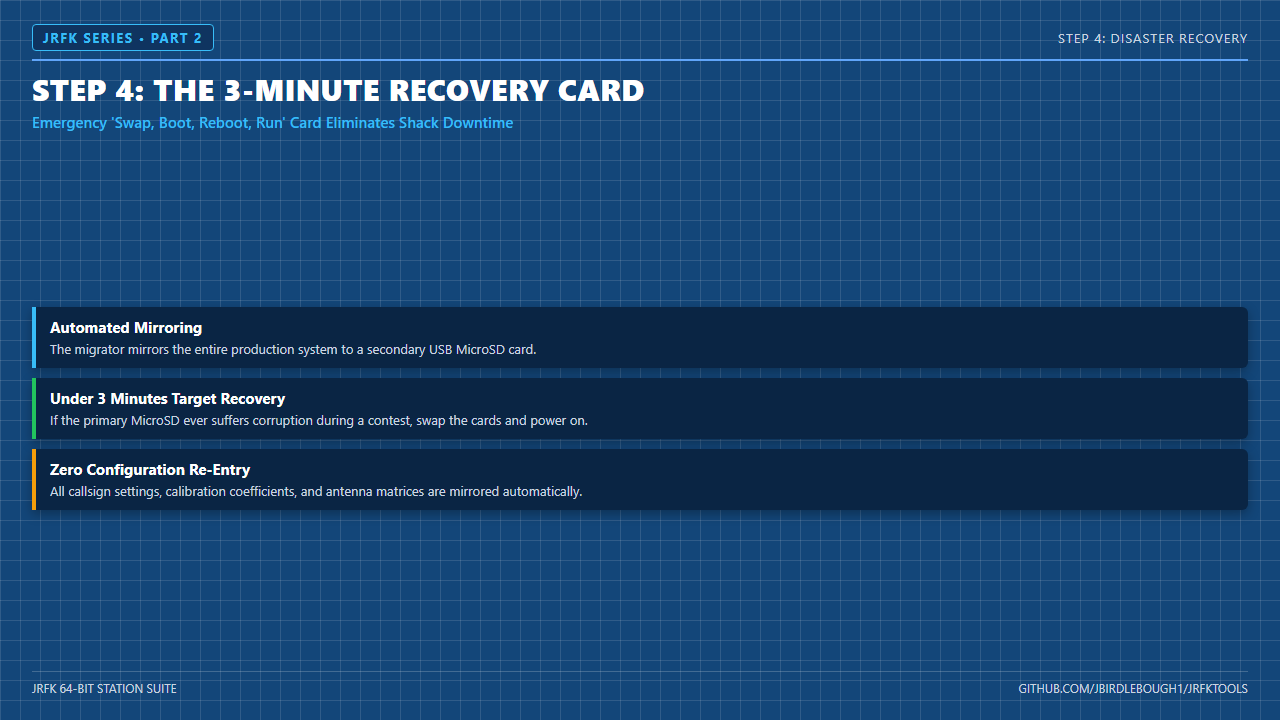 JRFK SERIES • PART 2
STEP 4: DISASTER RECOVERY
STEP 4: THE 3-MINUTE RECOVERY CARD
Emergency 'Swap, Boot, Reboot, Run' Card Eliminates Shack Downtime
Automated Mirroring
The migrator mirrors the entire production system to a secondary USB MicroSD card.
Under 3 Minutes Target Recovery
If the primary MicroSD ever suffers corruption during a contest, swap the cards and power on.
Zero Configuration Re-Entry
All callsign settings, calibration coefficients, and antenna matrices are mirrored automatically.
JRFK 64-BIT STATION SUITE
GITHUB.COM/JBIRDLEBOUGH1/JRFKTOOLS